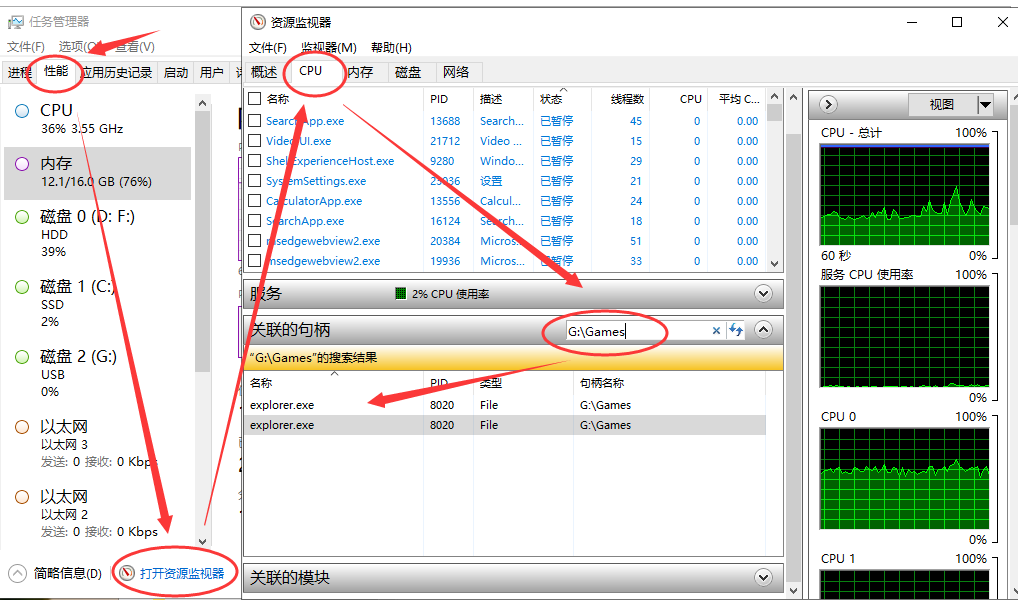 任务管理器
文件(F) 选项(O) 查看(V)
进程 性能 应用历史记录 启动 用户
CPU
36% 3.55 GHz
内存
12.1/16.0 GB (76%)
磁盘 0 (D: F:)
HDD
39%
磁盘 1 (C:)
SSD
2%
磁盘 2 (G:)
USB
0%
以太网
以太网 3
发送: 0 接收: 0 Kbps
以太网
以太网 2
发送: 0 接收: 0 Kbps
简略信息(D) 打开资源监视器
资源监视器
文件(F) 监视器(M) 帮助(H)
概述 CPU 内存 磁盘 网络
名称 PID 描述 状态 线程数 CPU 平均 C...
SearchApp.exe 13688 Search... 已暂停 45 0 0.00
Video.UI.exe 21712 Video ... 已暂停 15 0 0.00
ShellExperienceHost.exe 9280 Windo... 已暂停 29 0 0.00
SystemSettings.exe 23036 设置 已暂停 21 0 0.00
CalculatorApp.exe 13556 Calcul... 已暂停 24 0 0.00
SearchApp.exe 16124 Search... 已暂停 18 0 0.00
msedgewebview2.exe 20384 Micros... 已暂停 51 0 0.00
msedgewebview2.exe 19936 Micros... 已暂停 33 0 0.00
服务 2% CPU 使用率
关联的句柄 G:\Games
"G:\Games"的搜索结果
名称 PID 类型 句柄名称
explorer.exe 8020 File G:\Games
explorer.exe 8020 File G:\Games
关联的模块
视图
CPU - 总计 100%
60 秒 0%
服务 CPU 使用率 100%
0%
CPU 0 100%
0%
CPU 1 100%